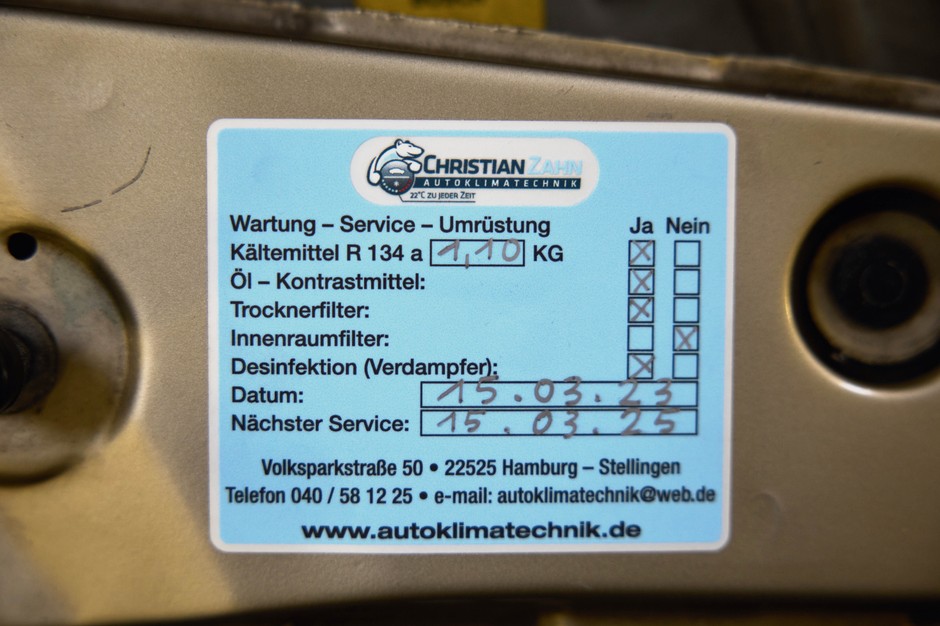 CHRISTIAN ZAHN
AUTOKLIMATECHNIK
22°C ZU JEDER ZEIT
Wartung – Service – Umrüstung Ja Nein
Kältemittel R 134 a 1,10 KG X
Öl – Kontrastmittel: X
Trocknerfilter: X
Innenraumfilter: X
Desinfektion (Verdampfer): X
Datum: 15.03.23
Nächster Service: 15.03.25
Volksparkstraße 50 • 22525 Hamburg – Stellingen
Telefon 040 / 58 12 25 • e-mail: autoklimatechnik@web.de
www.autoklimatechnik.de